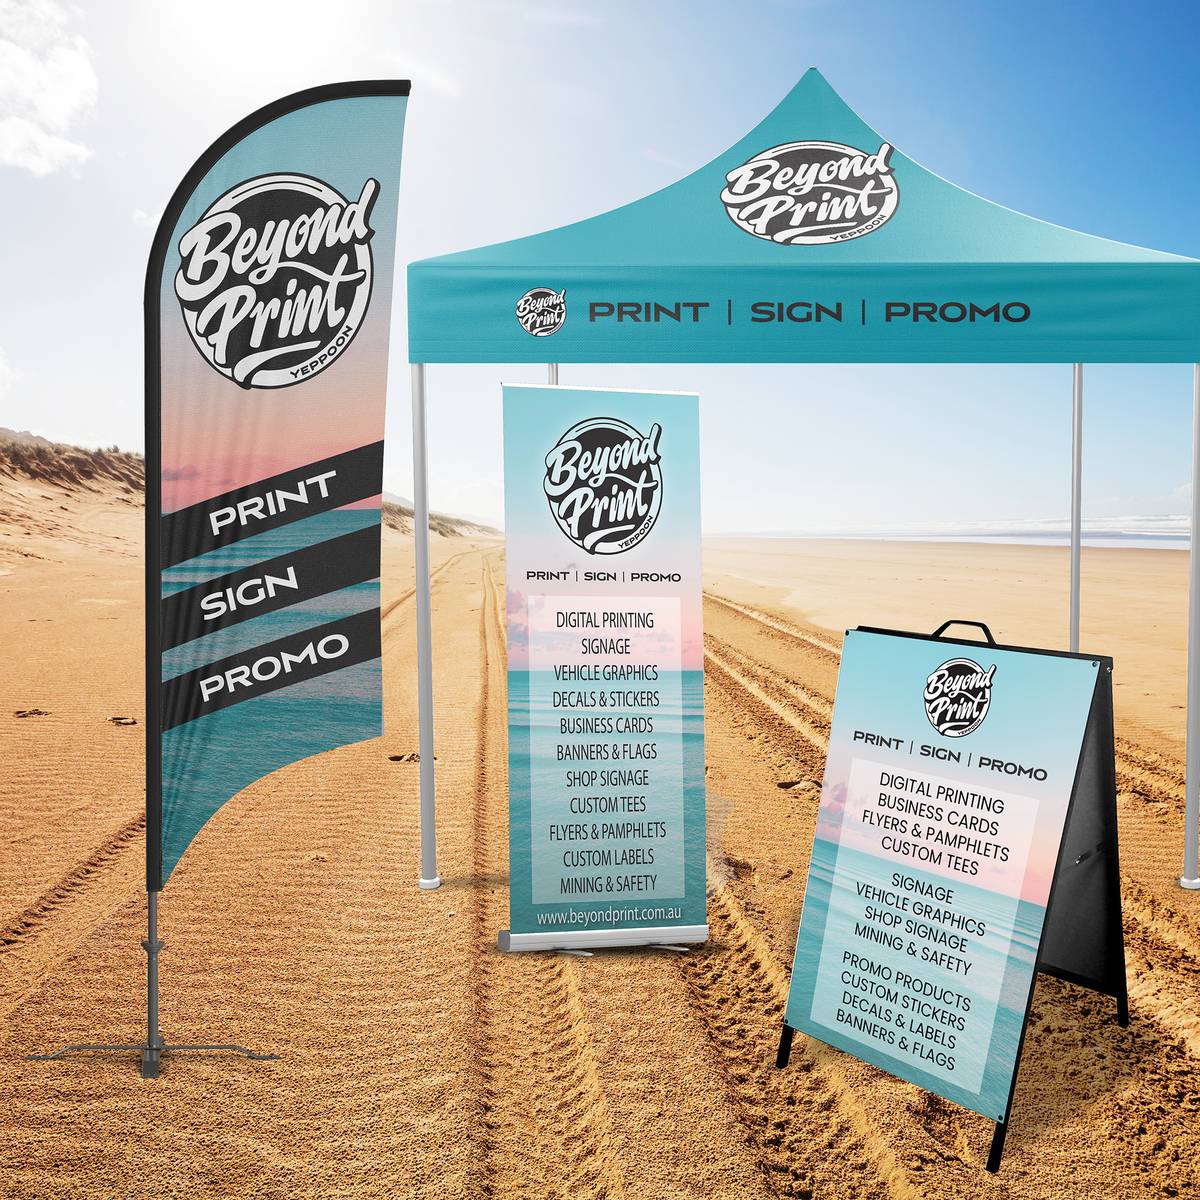 Beyond
Print
YEPPOON
PRINT
SIGN
PROMO
Beyond
Print
YEPPOON
Beyond
Print
PRINT | SIGN | PROMO
Beyond
Print
YEPPOON
PRINT | SIGN | PROMO
DIGITAL PRINTING
SIGNAGE
VEHICLE GRAPHICS
DECALS & STICKERS
BUSINESS CARDS
BANNERS & FLAGS
SHOP SIGNAGE
CUSTOM TEES
FLYERS & PAMPHLETS
CUSTOM LABELS
MINING & SAFETY
www.beyondprint.com.au
Beyond
Print
YEPPOON
PRINT | SIGN | PROMO
DIGITAL PRINTING
BUSINESS CARDS
FLYERS & PAMPHLETS
CUSTOM TEES
SIGNAGE
VEHICLE GRAPHICS
SHOP SIGNAGE
MINING & SAFETY
PROMO PRODUCTS
CUSTOM STICKERS
DECALS & LABELS
BANNERS & FLAGS